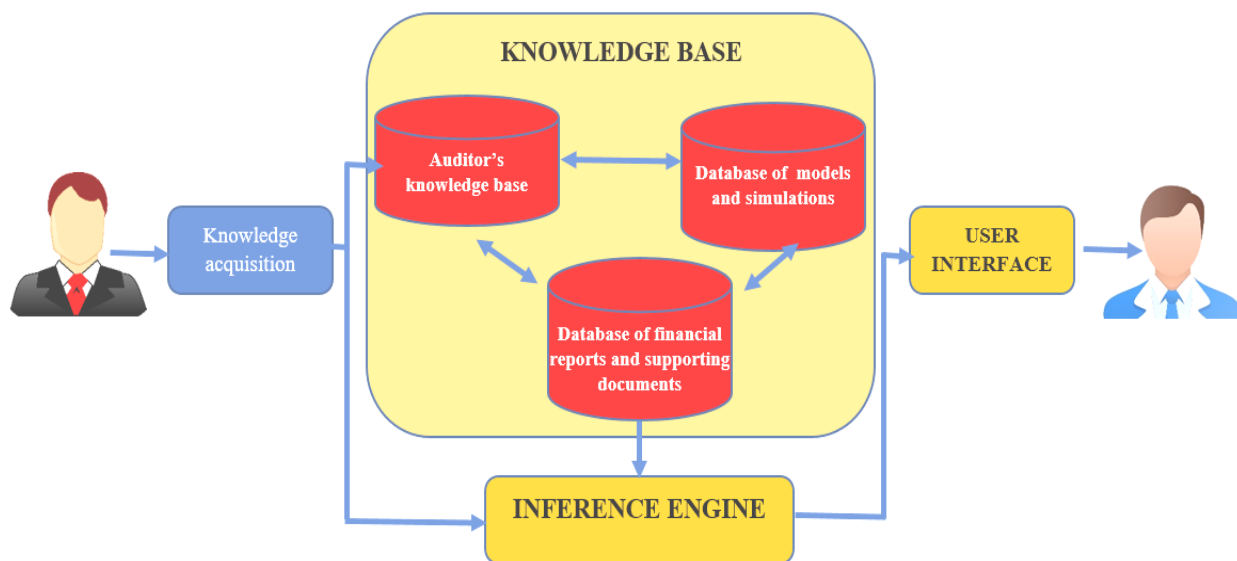 KNOWLEDGE BASE
Auditor’s
knowledge base
Database of models
and simulations
Knowledge
acquisition
USER
INTERFACE
Database of financial
reports and supporting
documents
INFERENCE ENGINE